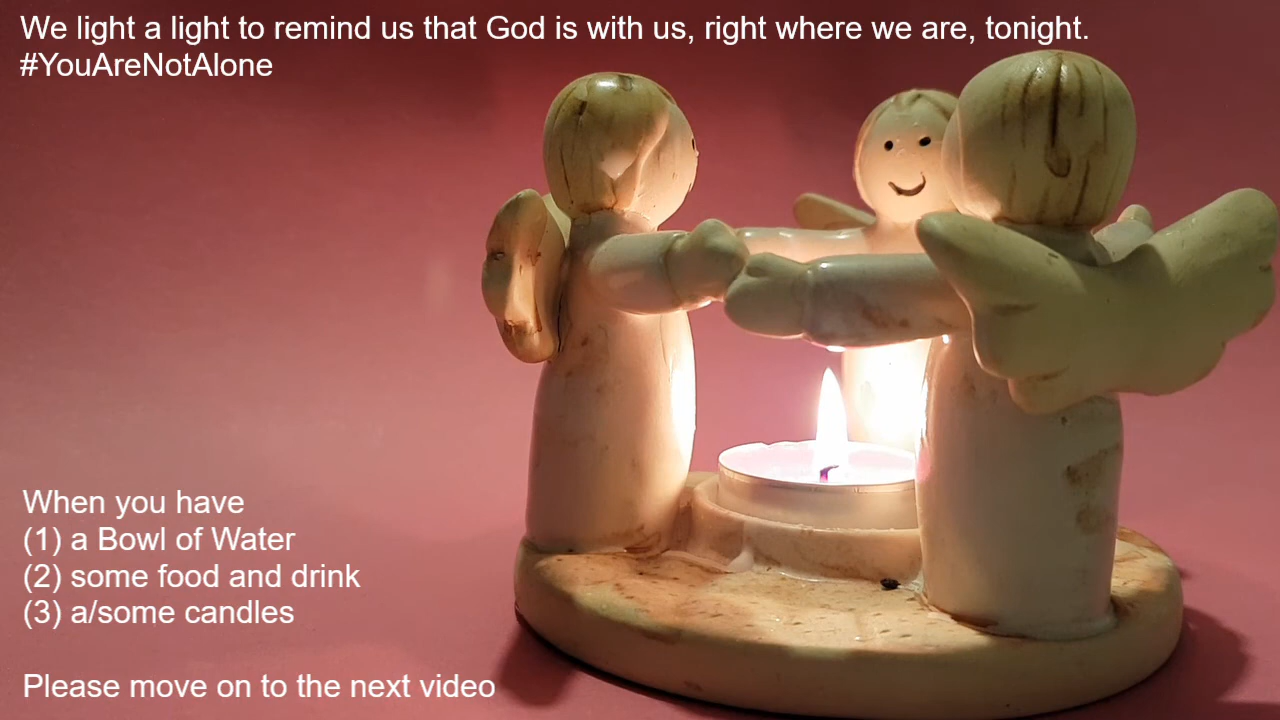 We light a light to remind us that God is with us, right where we are, tonight.
#YouAreNotAlone
When you have
(1) a Bowl of Water
(2) some food and drink
(3) a/some candles
Please move on to the next video